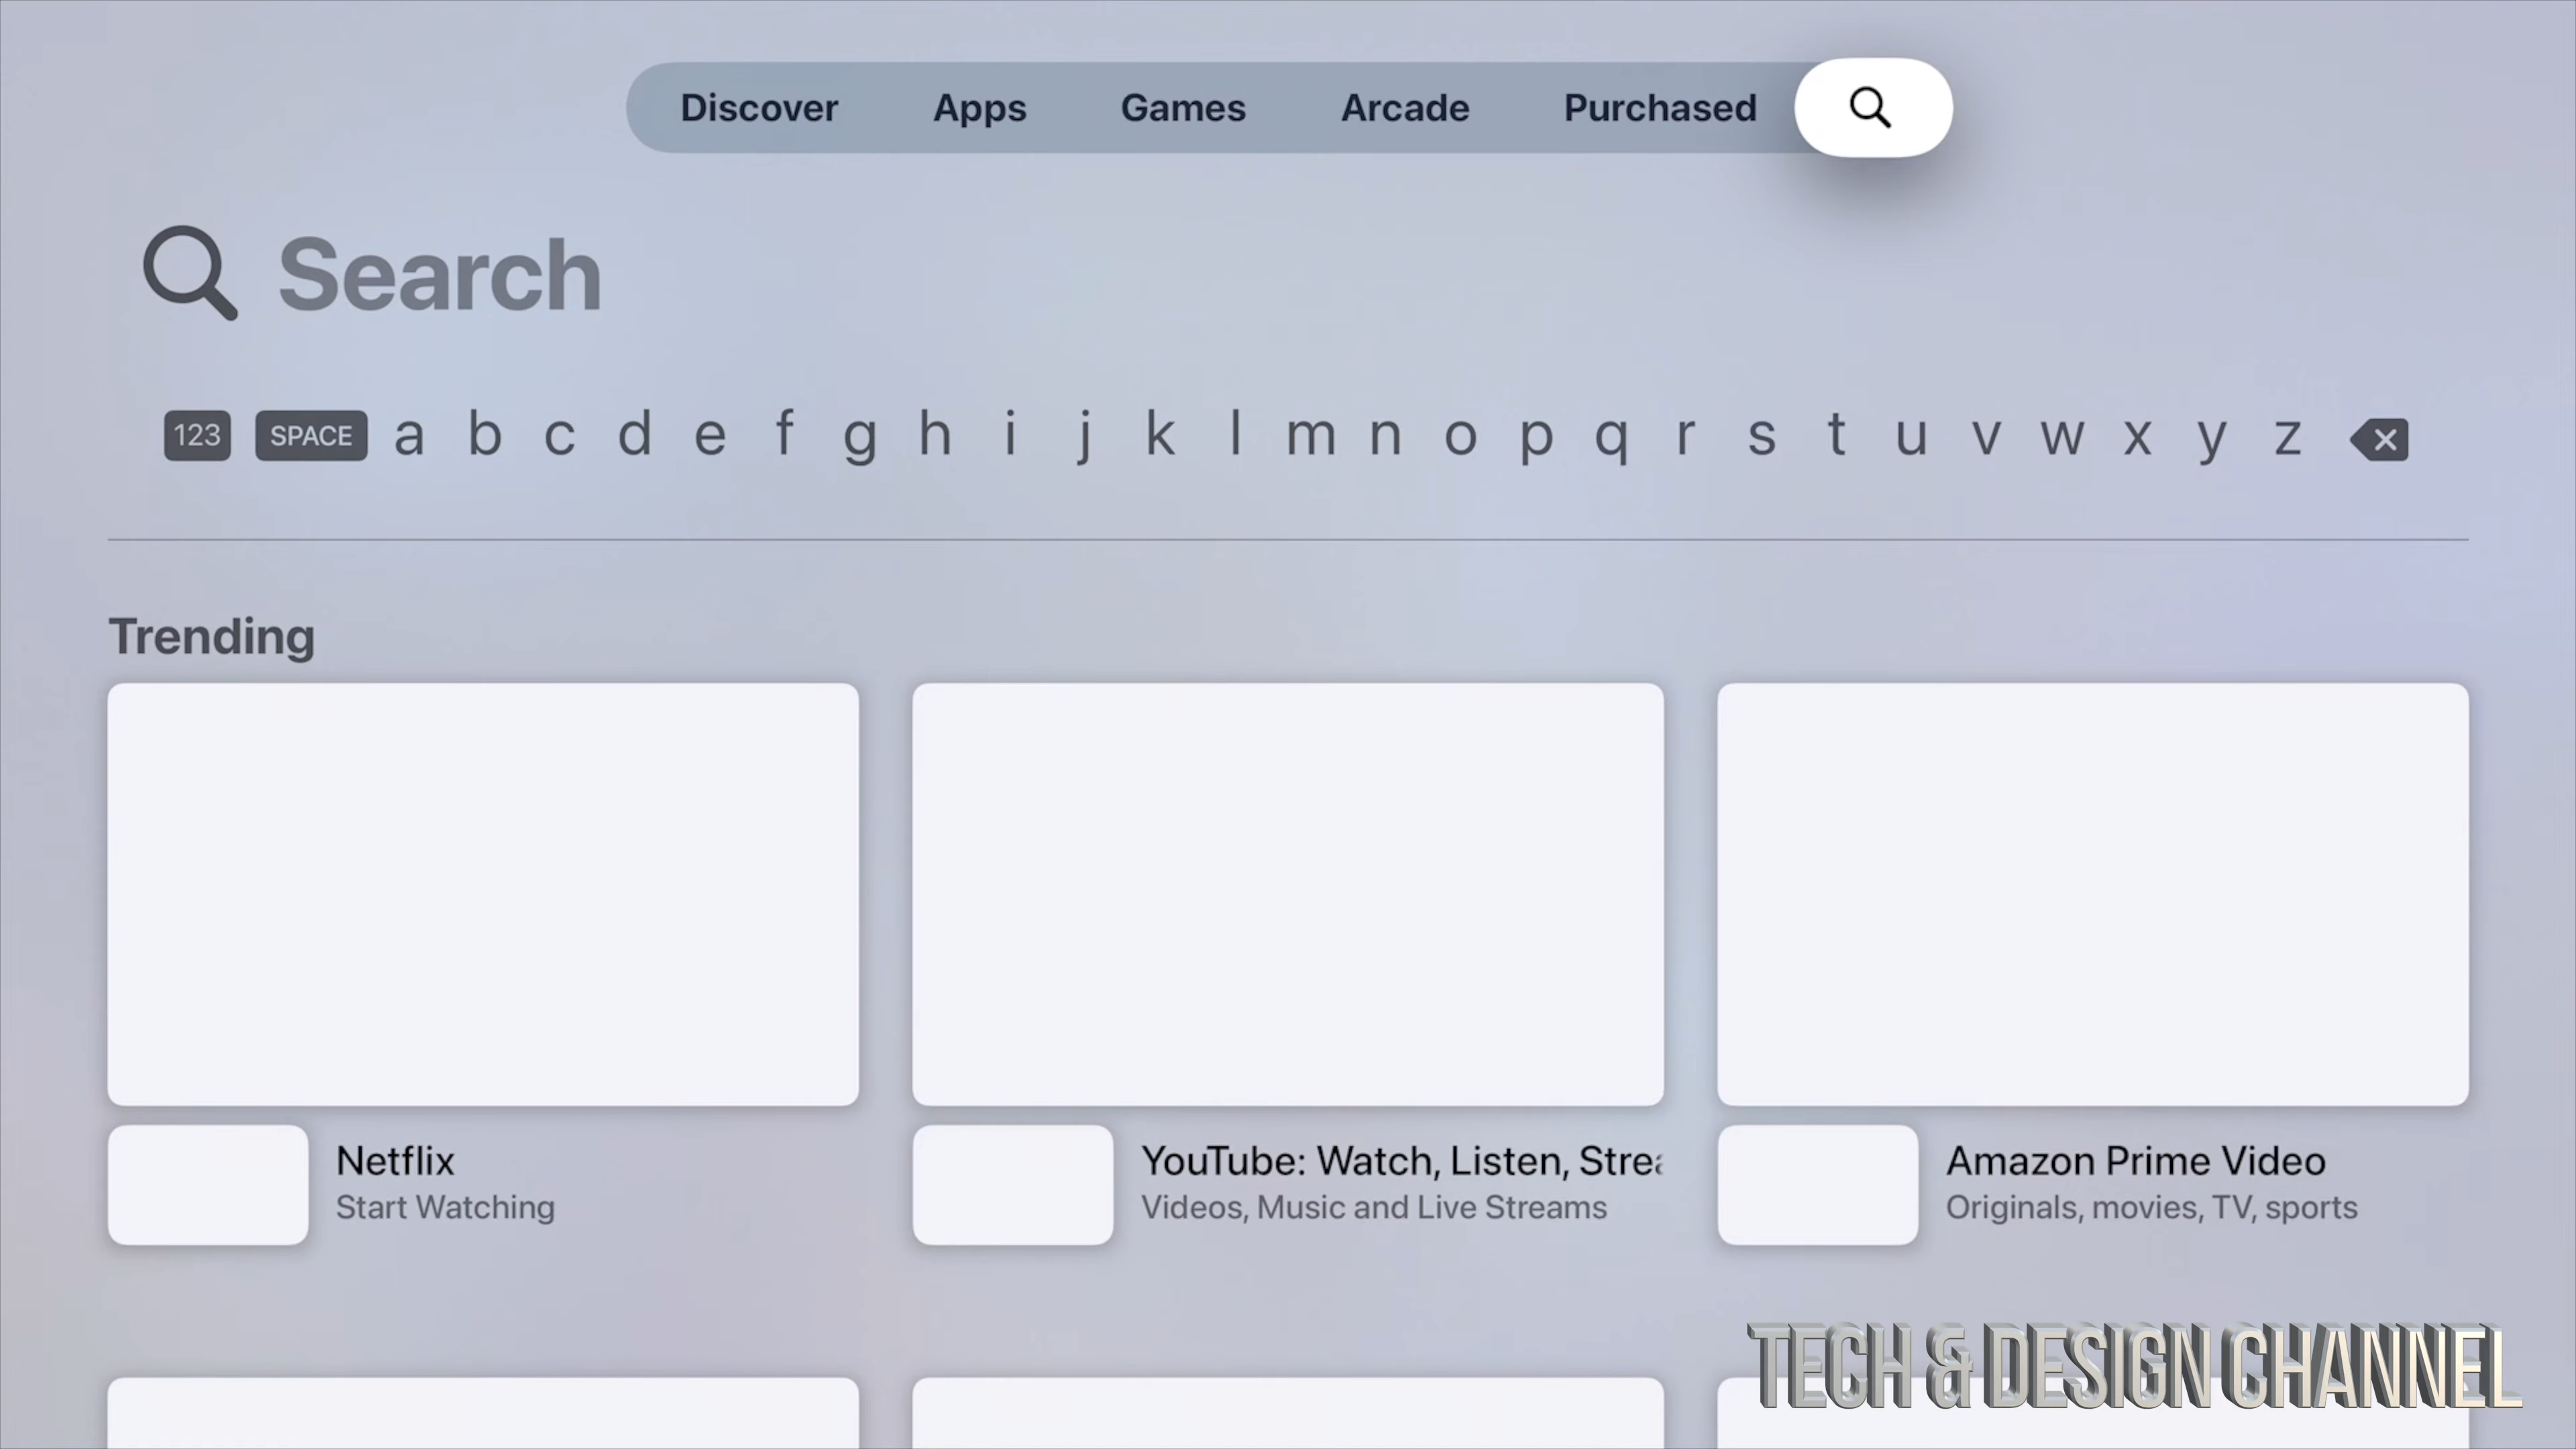 Discover Apps Games Arcade Purchased
Search
123 SPACE a b c d e f g h i j k l m n o p q r s t u v w x y z
Trending
Netflix
Start Watching
YouTube: Watch, Listen, Strea
Videos, Music and Live Streams
Amazon Prime Video
Originals, movies, TV, sports
TECH & DESIGN CHANNEL